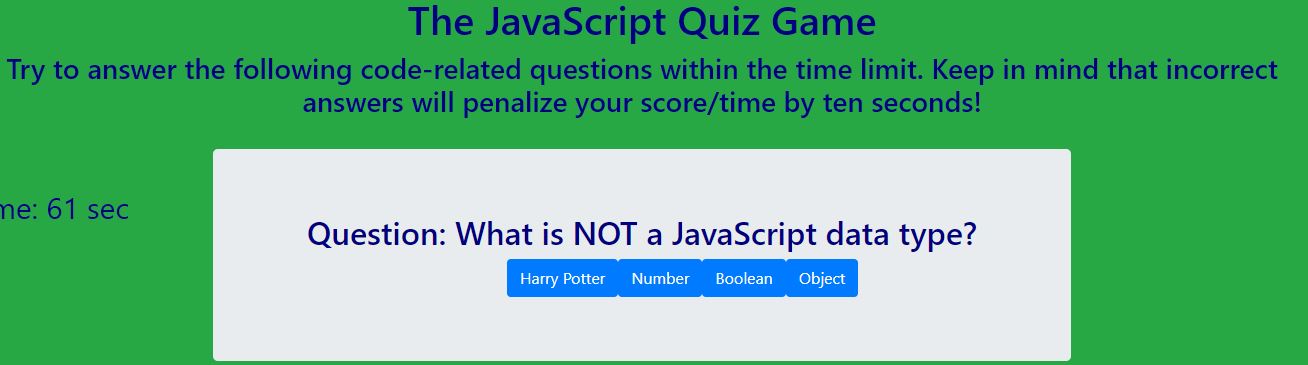 The JavaScript Quiz Game
Try to answer the following code-related questions within the time limit. Keep in mind that incorrect
answers will penalize your score/time by ten seconds!
61 sec
Question: What is NOT a JavaScript data type?
Harry Potter Number Boolean Object